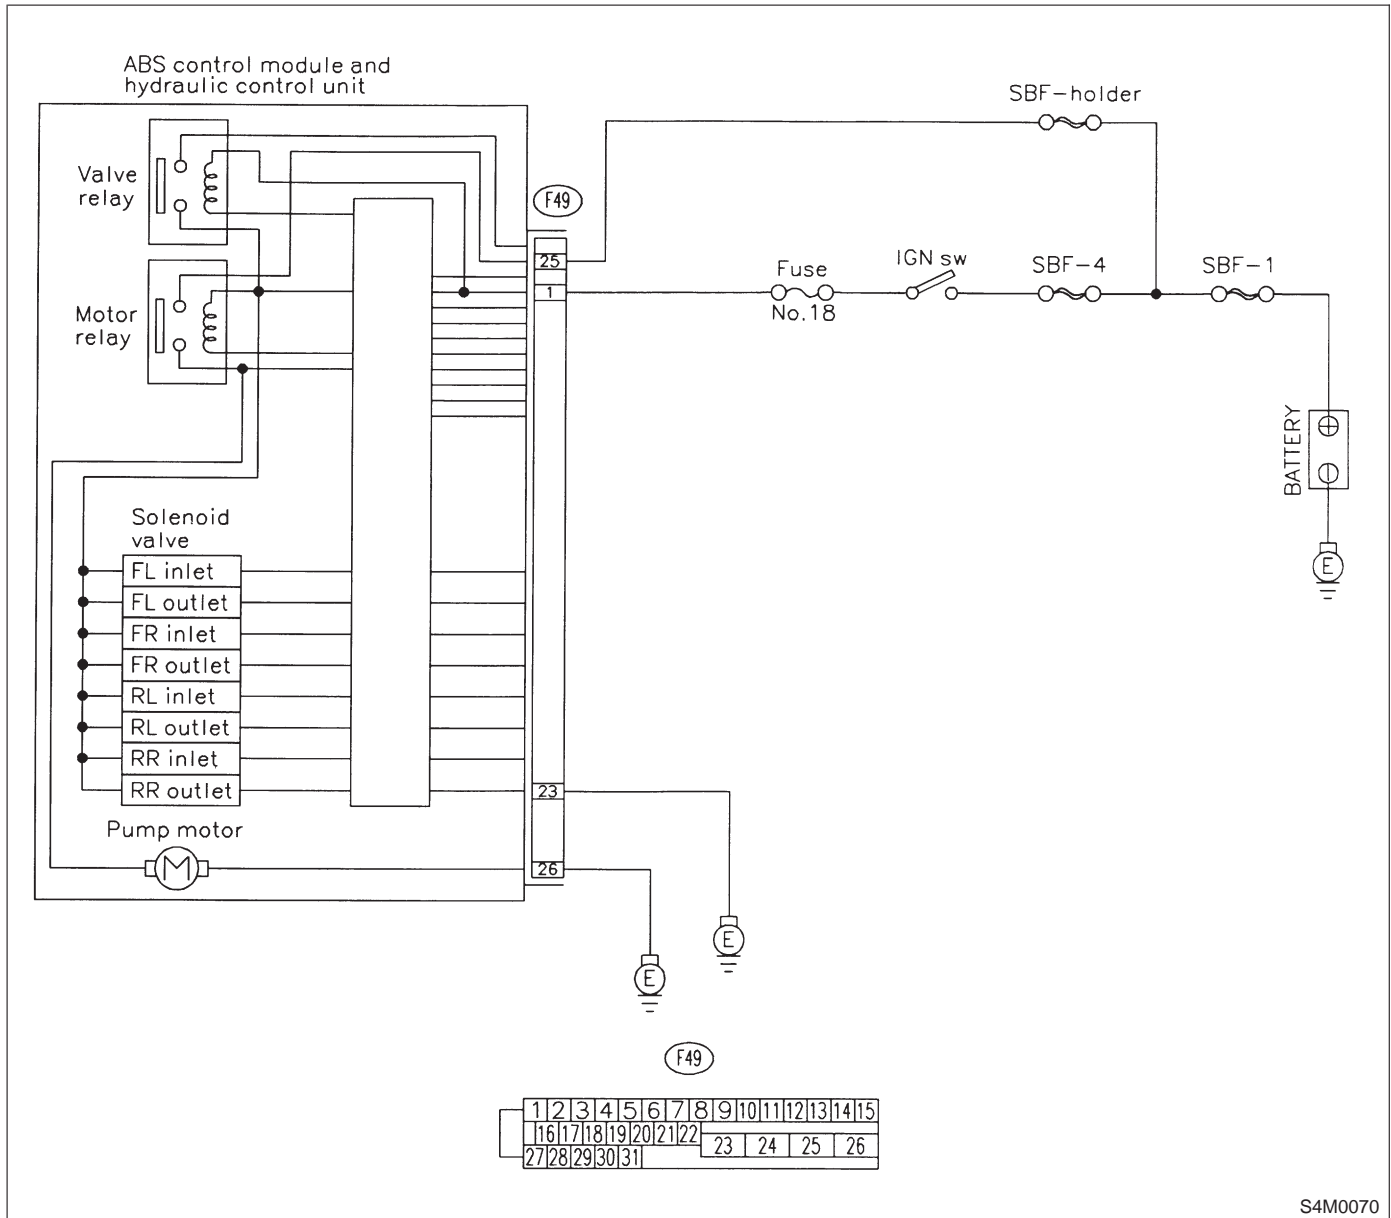 ABS control module and
hydraulic control unit
SBF-holder
Valve
relay
F49
25
IGN sw
SBF-4
SBF-1
Fuse
1
No.18
Motor
relay
BATTERY
Solenoid
valve
E
FL inlet
FL outlet
FR inlet
FR outlet
RL inlet
RL outlet
RR inlet
RR outlet
23
Pump motor
M
26
E
E
F49
1 2 3 4 5 6 7 8 9 10 11 12 13 14 15
16 17 18 19 20 21 22
23 24 25 26
27 28 29 30 31
S4M0070